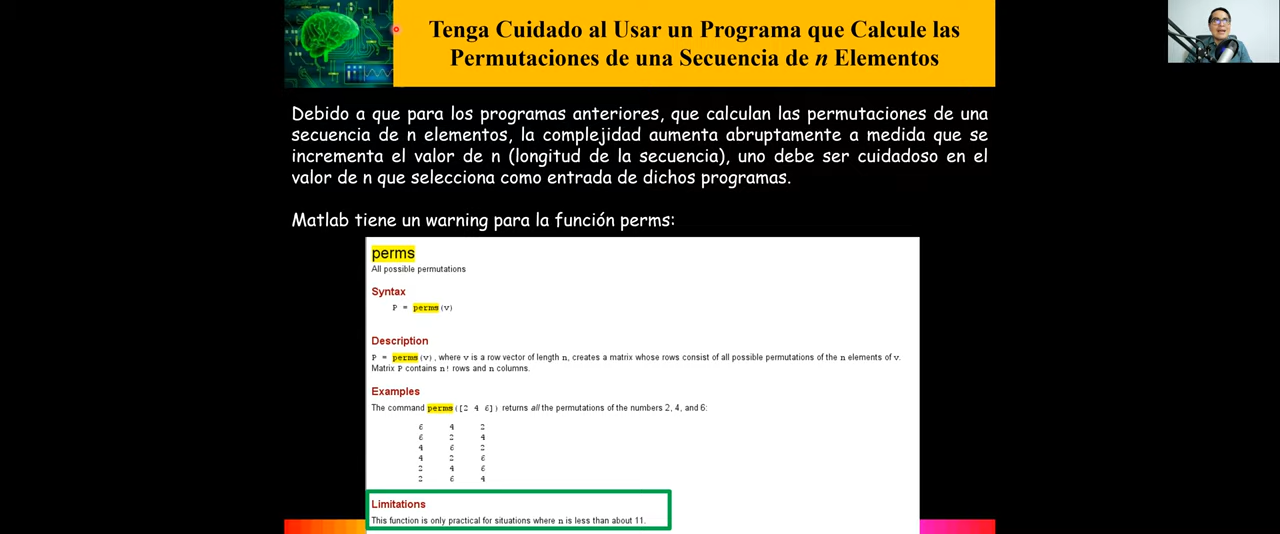 Tenga Cuidado al Usar un Programa que Calcule las
Permutaciones de una Secuencia de n Elementos
Debido a que para los programas anteriores, que calculan las permutaciones de una
secuencia de n elementos, la complejidad aumenta abruptamente a medida que se
incrementa el valor de n (longitud de la secuencia), uno debe ser cuidadoso en el
valor de n que selecciona como entrada de dichos programas.
Matlab tiene un warning para la función perms:
perms
All possible permutations
Syntax
P = perms(v)
Description
P = perms(v), where v is a row vector of length n, creates a matrix whose rows consist of all possible permutations of the n elements of v.
Matrix P contains n! rows and n columns.
Examples
The command perms([2 4 6]) returns all the permutations of the numbers 2, 4, and 6:
6 4 2
6 2 4
4 6 2
4 2 6
2 4 6
2 6 4
Limitations
This function is only practical for situations where n is less than about 11.